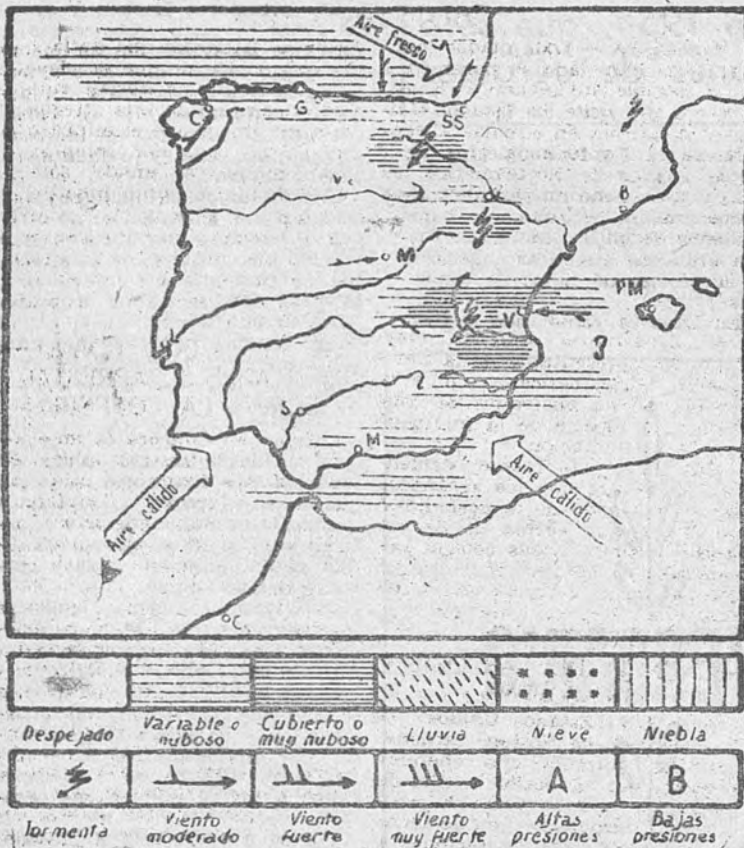 Aire fresco
C
G
SS
V
B
M
PM
V
S
M
Aire cálido
Aire cálido
C.
Despejado
Variable o nuboso
Cubierto o muy nuboso
Lluvia
Nieve
Niebla
Tormenta
Viento moderado
Viento fuerte
Viento muy fuerte
A
Altas presiones
B
Bajas presiones